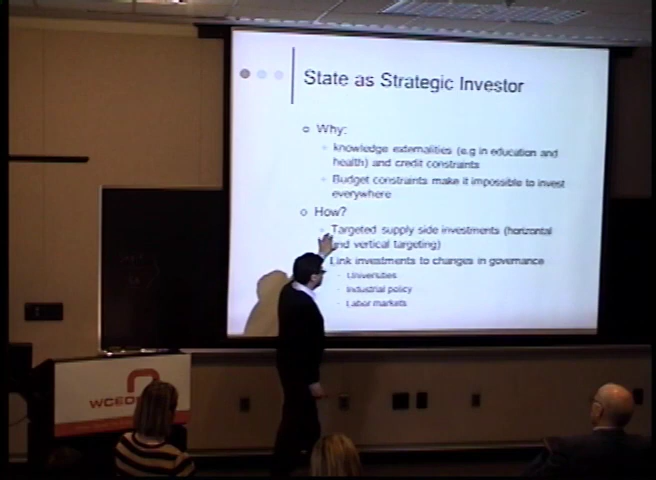 State as Strategic Investor
Why:
knowledge externalities (e.g in education and
health) and credit constraints
Budget constraints make it impossible to invest
everywhere
How?
Targeted supply side investments (horizontal
and vertical targeting)
Link investments to changes in governance
Universities
Industrial policy
Labor markets